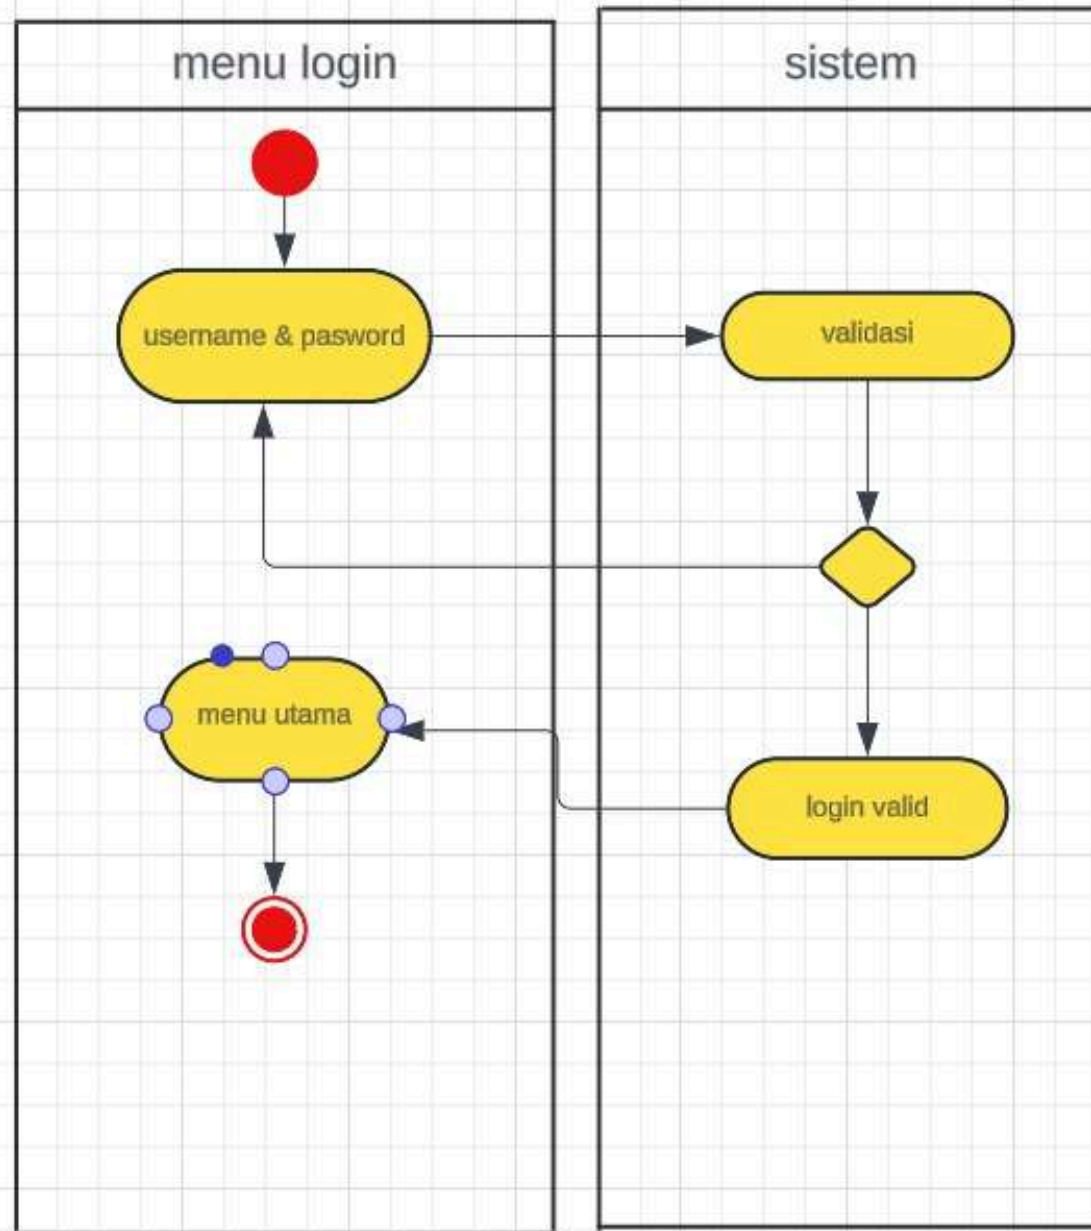 menu login
sistem
username & pasword
validasi
menu utama
login valid